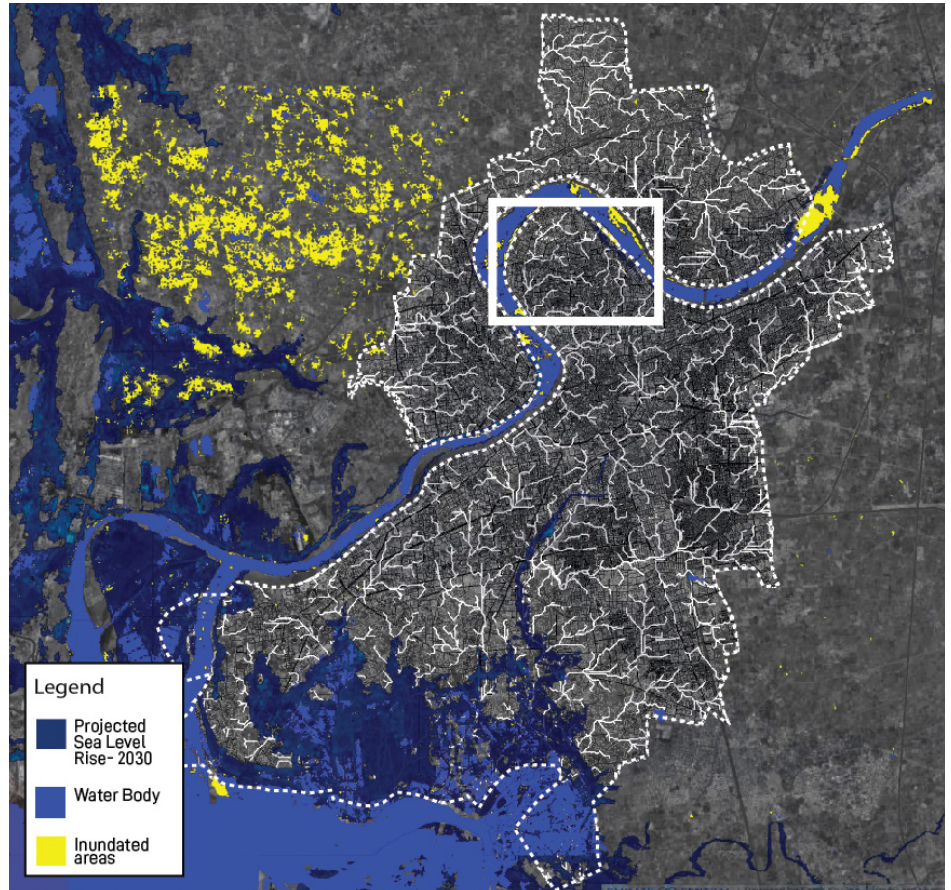 Legend
Projected
Sea Level
Rise- 2030
Water Body
Inundated
areas